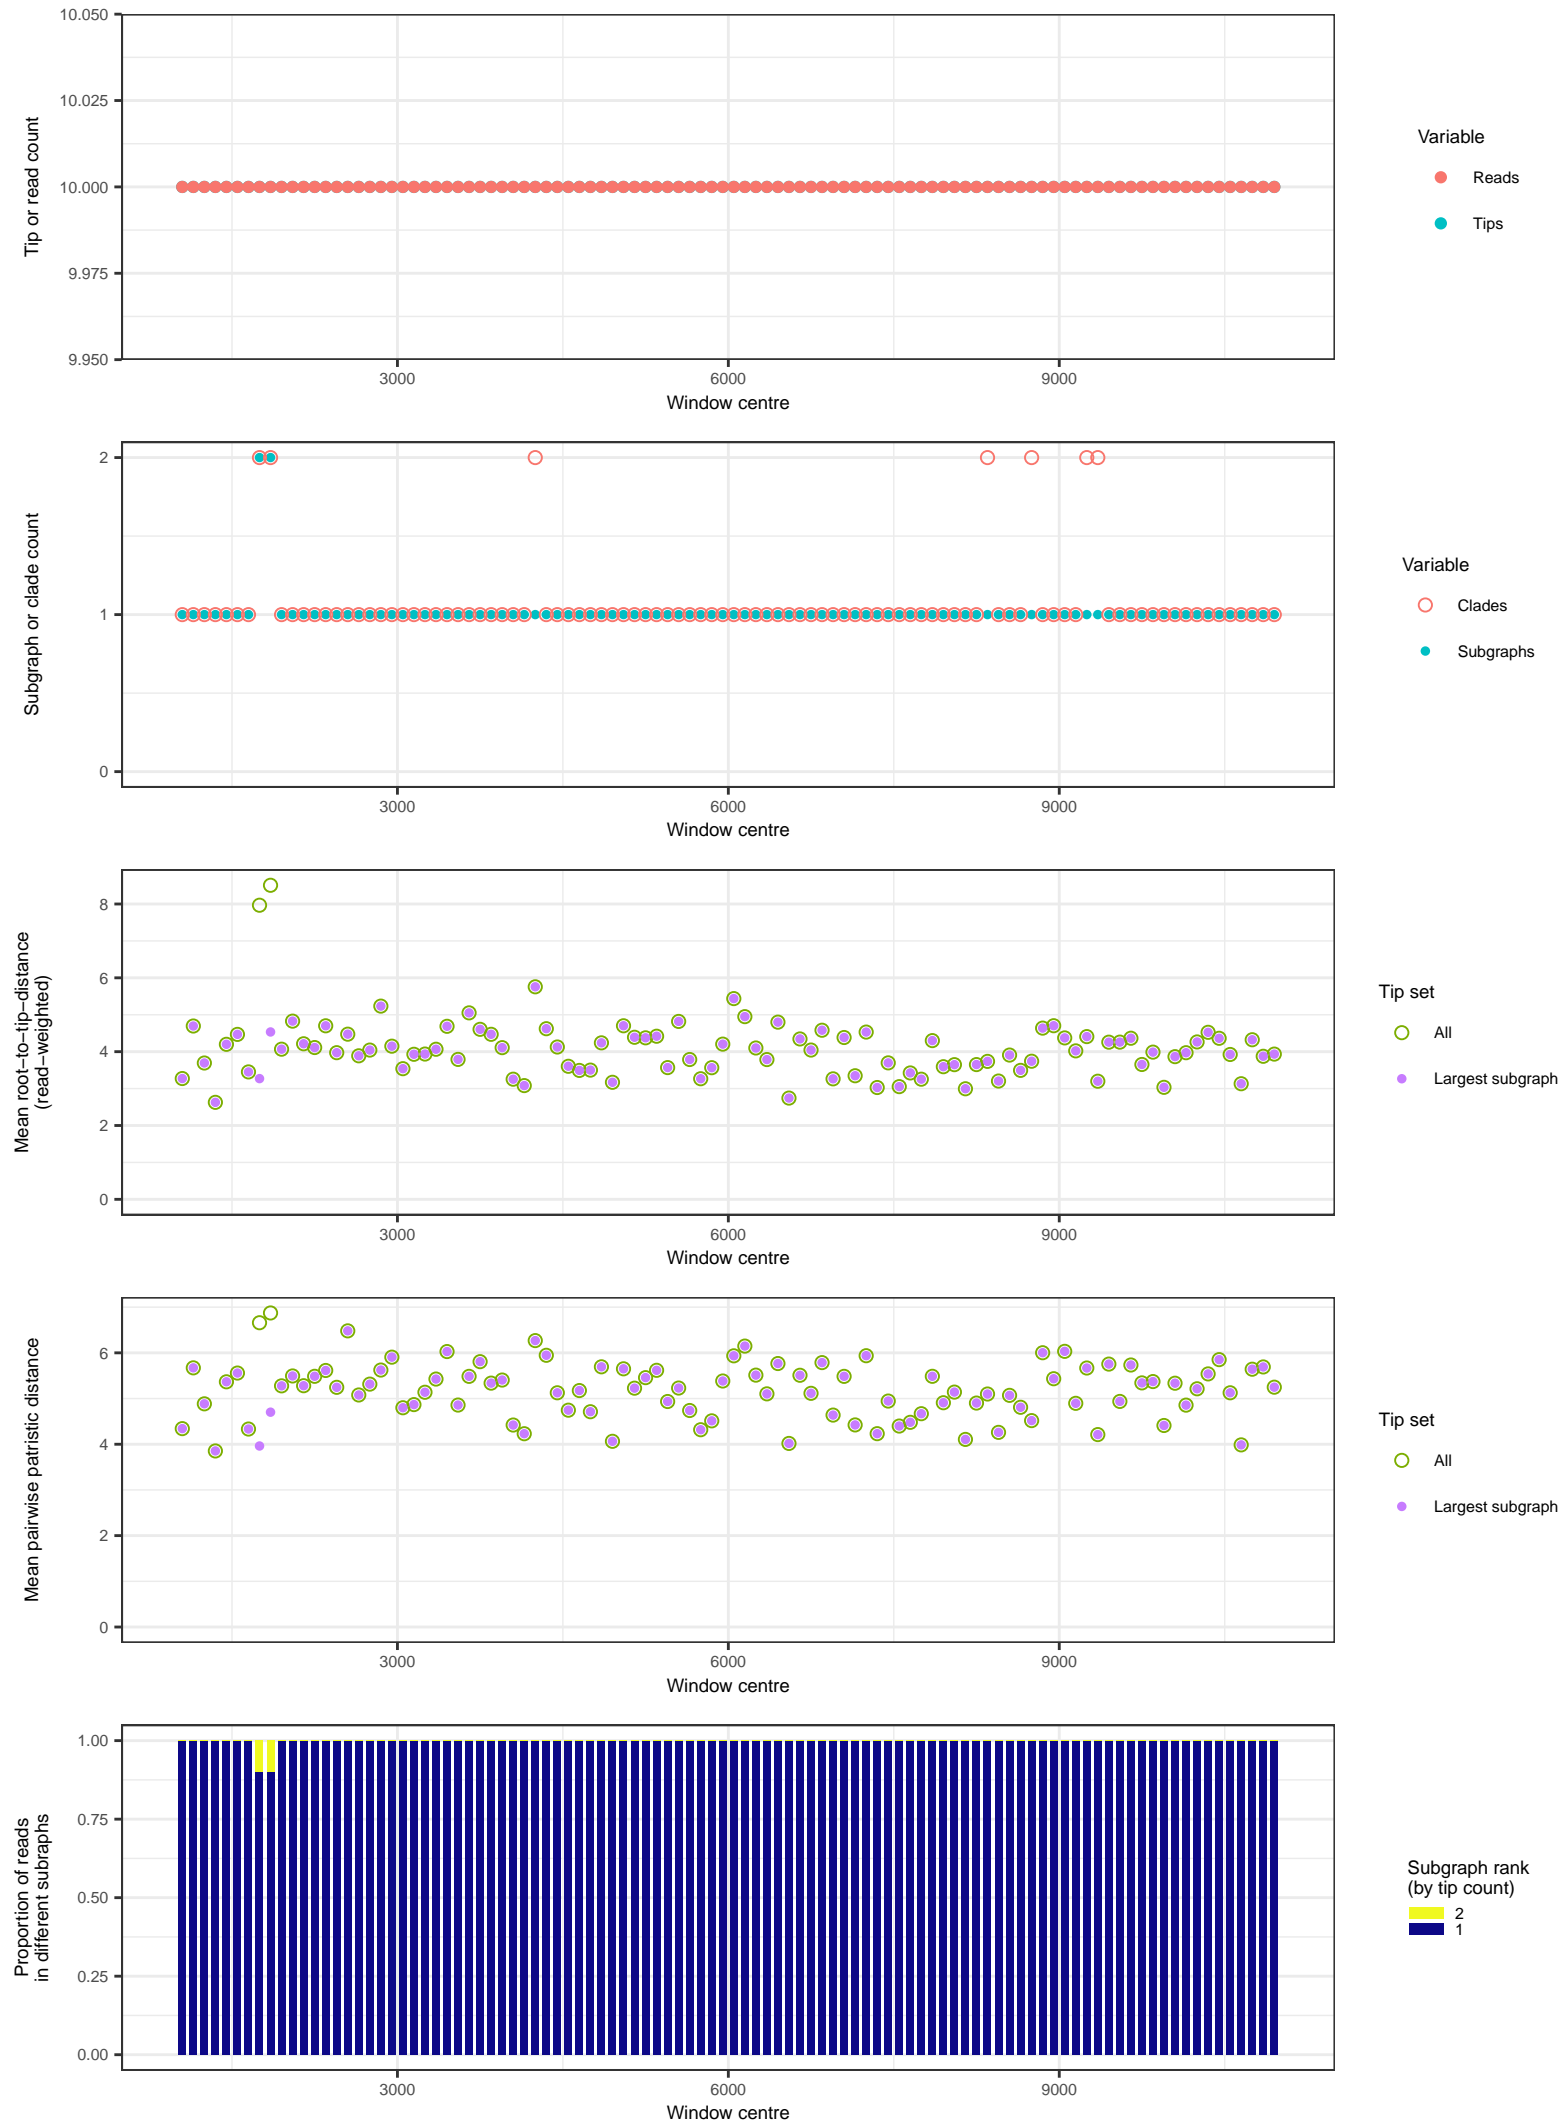 10.050
10.025
10.000
9.975
9.950
Tip or read count
3000 6000 9000
Window centre
Variable
Reads
Tips
2
1
0
Subgraph or clade count
3000 6000 9000
Window centre
Variable
Clades
Subgraphs
8
6
4
2
0
Mean root−to−tip−distance
(read−weighted)
3000 6000 9000
Window centre
Tip set
All
Largest subgraph
6
4
2
0
Mean pairwise patristic distance
3000 6000 9000
Window centre
Tip set
All
Largest subgraph
1.00
0.75
0.50
0.25
0.00
Proportion of reads
in different subraphs
3000 6000 9000
Window centre
Subgraph rank
(by tip count)
2
1